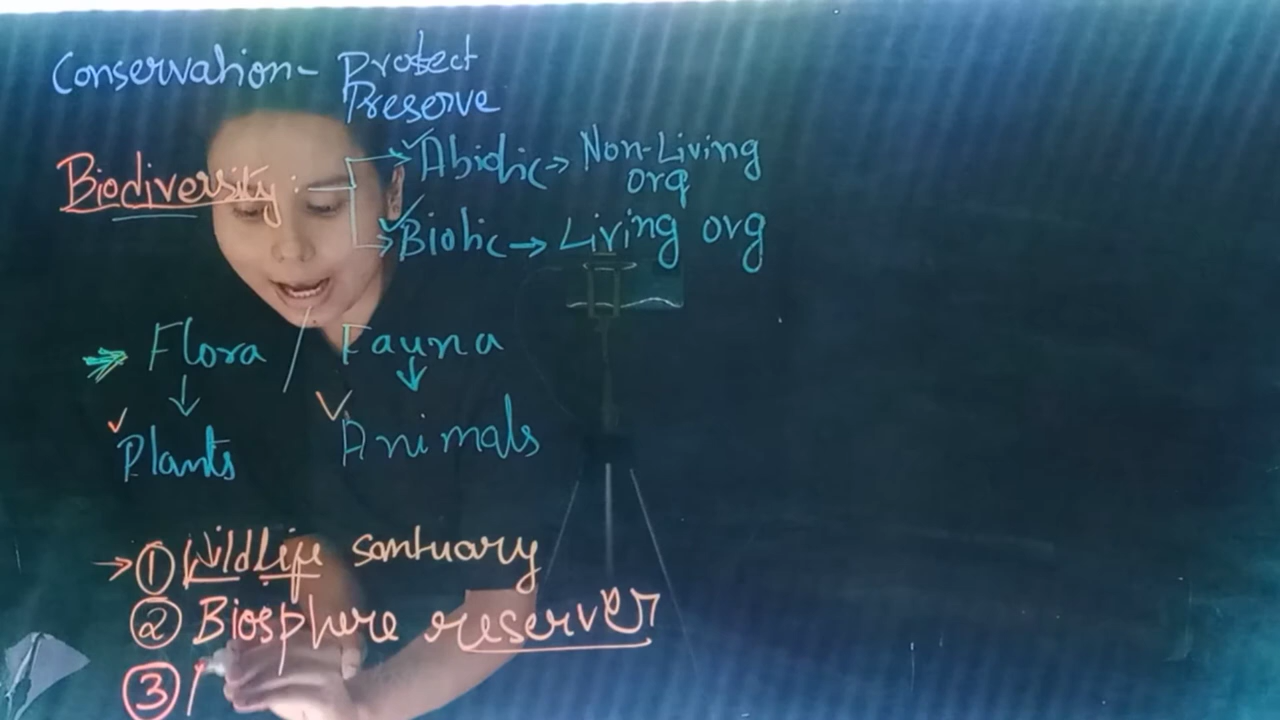 Conservation- Protect
Preserve
Biodiversity:
Abiotic → Non-Living
org
Biotic → Living org
Flora / Fauna
Plants
Animals
→ ① Wildlife santuary
② Biosphere reserver
③